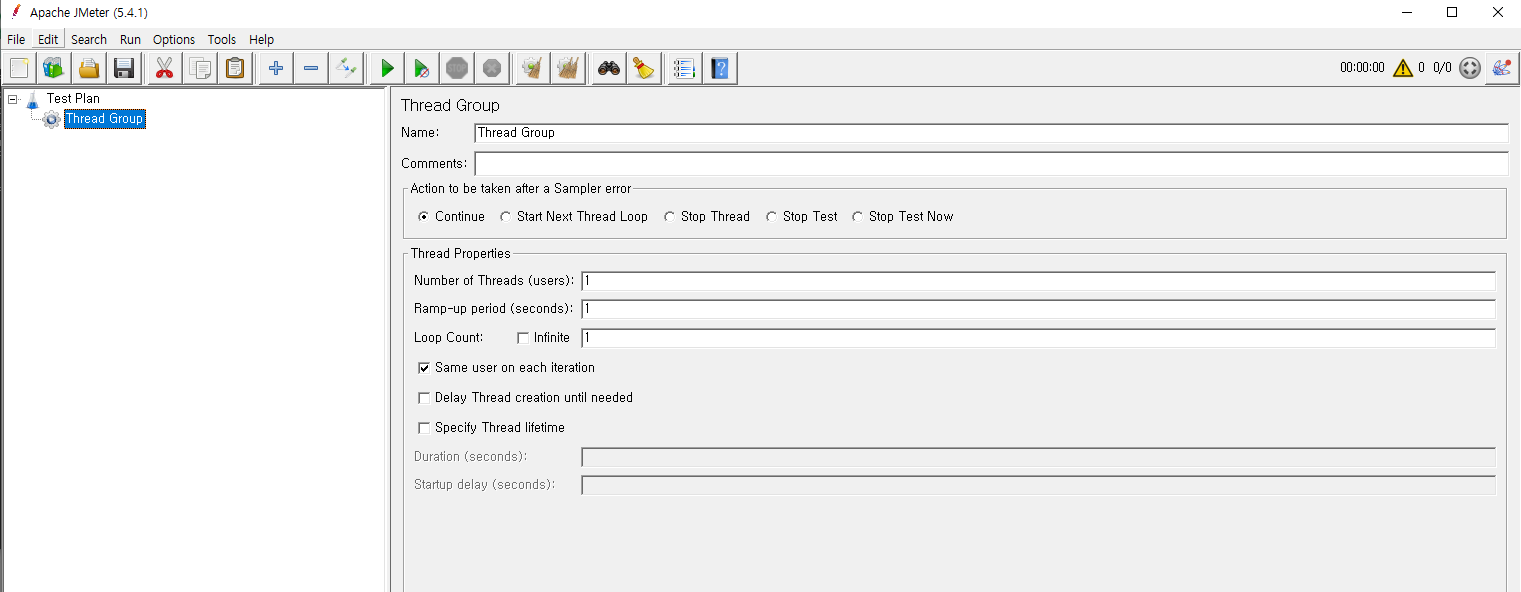 Apache JMeter (5.4.1)
File Edit Search Run Options Tools Help
STOP 00:00:00 0 0/0
Test Plan
Thread Group
Thread Group
Name: Thread Group
Comments:
Action to be taken after a Sampler error
Continue Start Next Thread Loop Stop Thread Stop Test Stop Test Now
Thread Properties
Number of Threads (users): 1
Ramp-up period (seconds): 1
Loop Count: Infinite 1
Same user on each iteration
Delay Thread creation until needed
Specify Thread lifetime
Duration (seconds):
Startup delay (seconds):